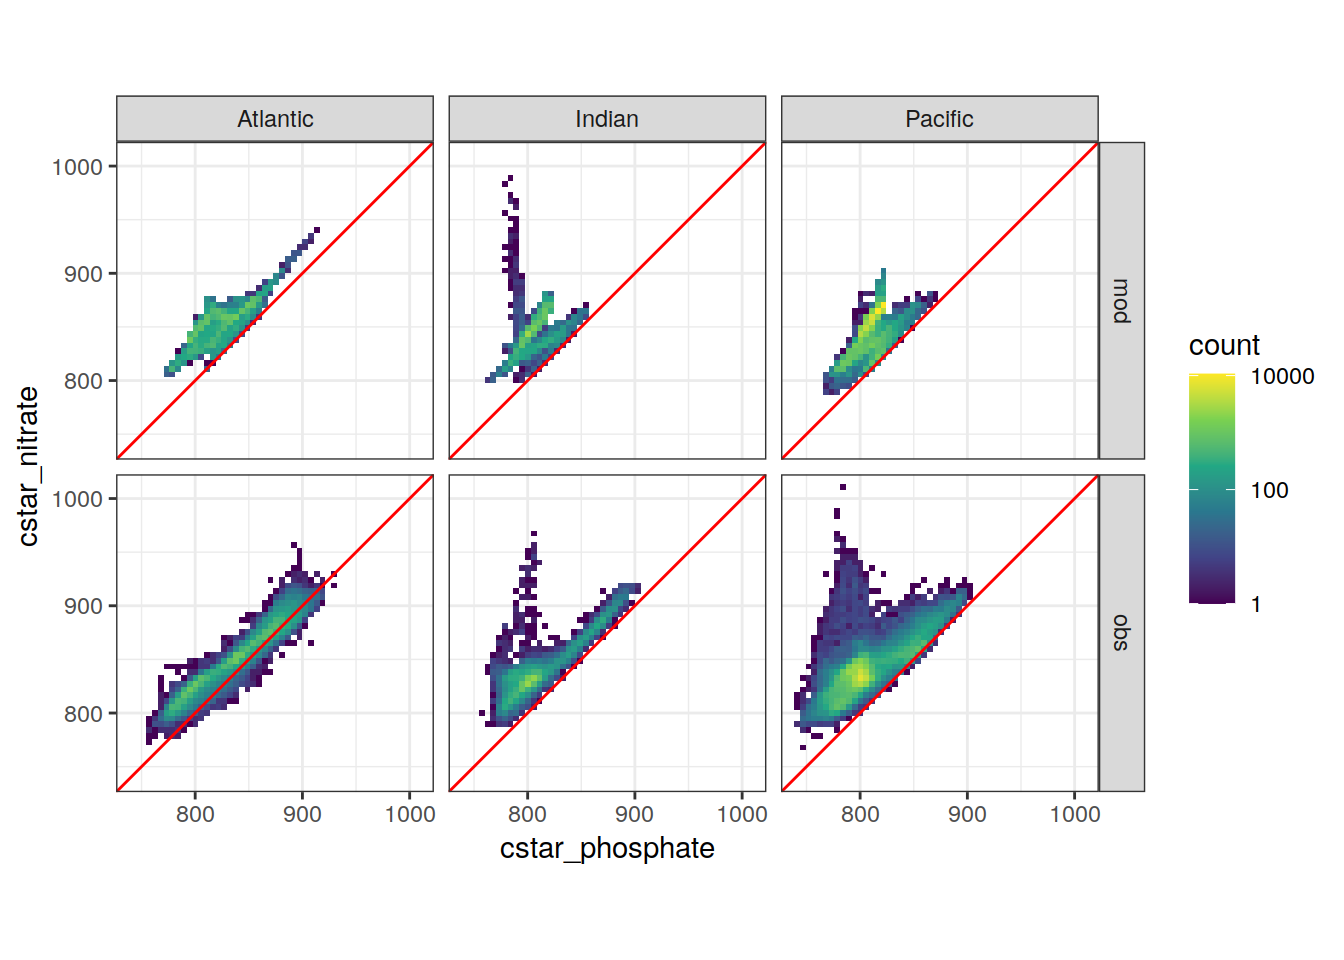 Atlantic Indian Pacific
1000
900
800
mod
1000
900
800
obs
800 900 1000 800 900 1000 800 900 1000
cstar_phosphate
cstar_nitrate
count
10000
100
1